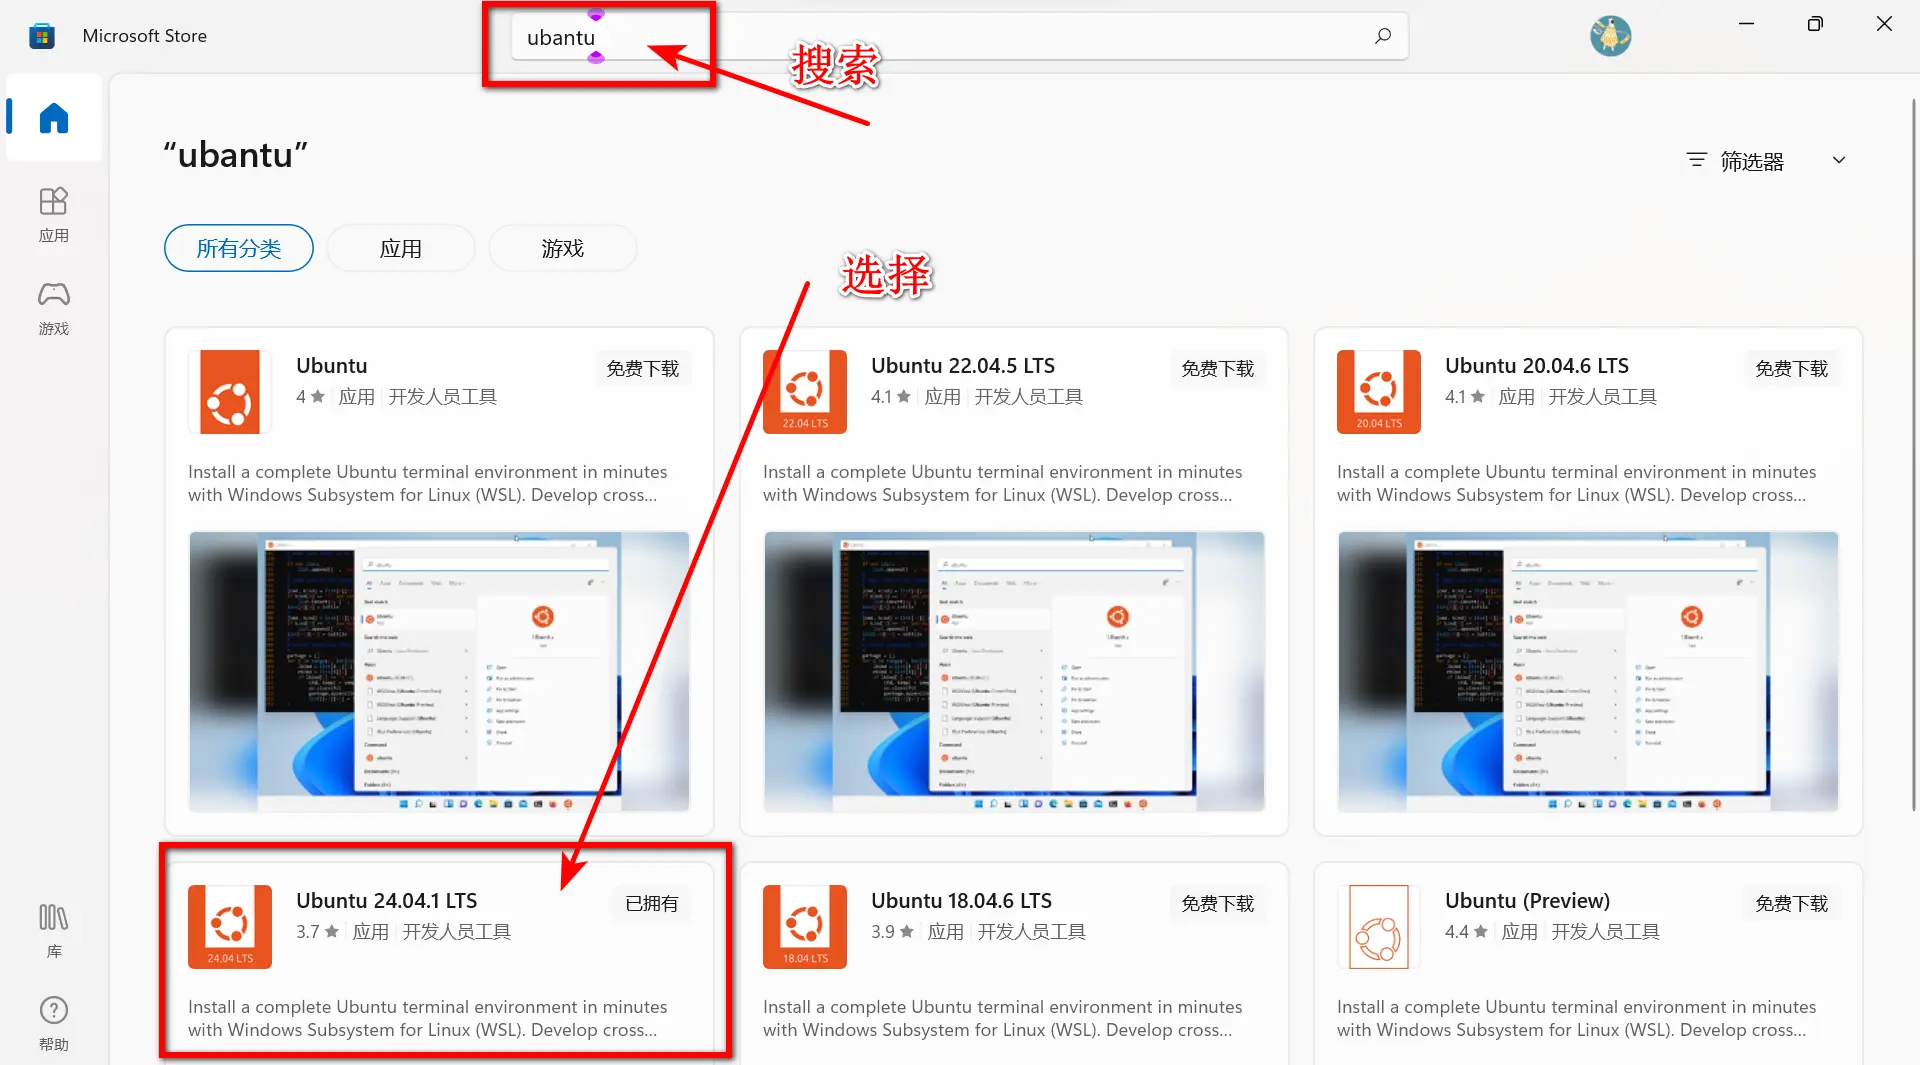 Microsoft Store
ubantu
搜索
“ubantu”
筛选器
所有分类
应用
游戏
选择
应用
游戏
Ubuntu
免费下载
4 ★ 应用 开发人员工具
Install a complete Ubuntu terminal environment in minutes
with Windows Subsystem for Linux (WSL). Develop cross...
22.04 LTS
Ubuntu 22.04.5 LTS
免费下载
4.1 ★ 应用 开发人员工具
Install a complete Ubuntu terminal environment in minutes
with Windows Subsystem for Linux (WSL). Develop cross...
20.04 LTS
Ubuntu 20.04.6 LTS
免费下载
4.1 ★ 应用 开发人员工具
Install a complete Ubuntu terminal environment in minutes
with Windows Subsystem for Linux (WSL). Develop cross...
24.04 LTS
Ubuntu 24.04.1 LTS
已拥有
3.7 ★ 应用 开发人员工具
Install a complete Ubuntu terminal environment in minutes
with Windows Subsystem for Linux (WSL). Develop cross...
18.04 LTS
Ubuntu 18.04.6 LTS
免费下载
3.9 ★ 应用 开发人员工具
Install a complete Ubuntu terminal environment in minutes
with Windows Subsystem for Linux (WSL). Develop cross...
Ubuntu (Preview)
免费下载
4.4 ★ 应用 开发人员工具
Install a complete Ubuntu terminal environment in minutes
with Windows Subsystem for Linux (WSL). Develop cross...
库
帮助